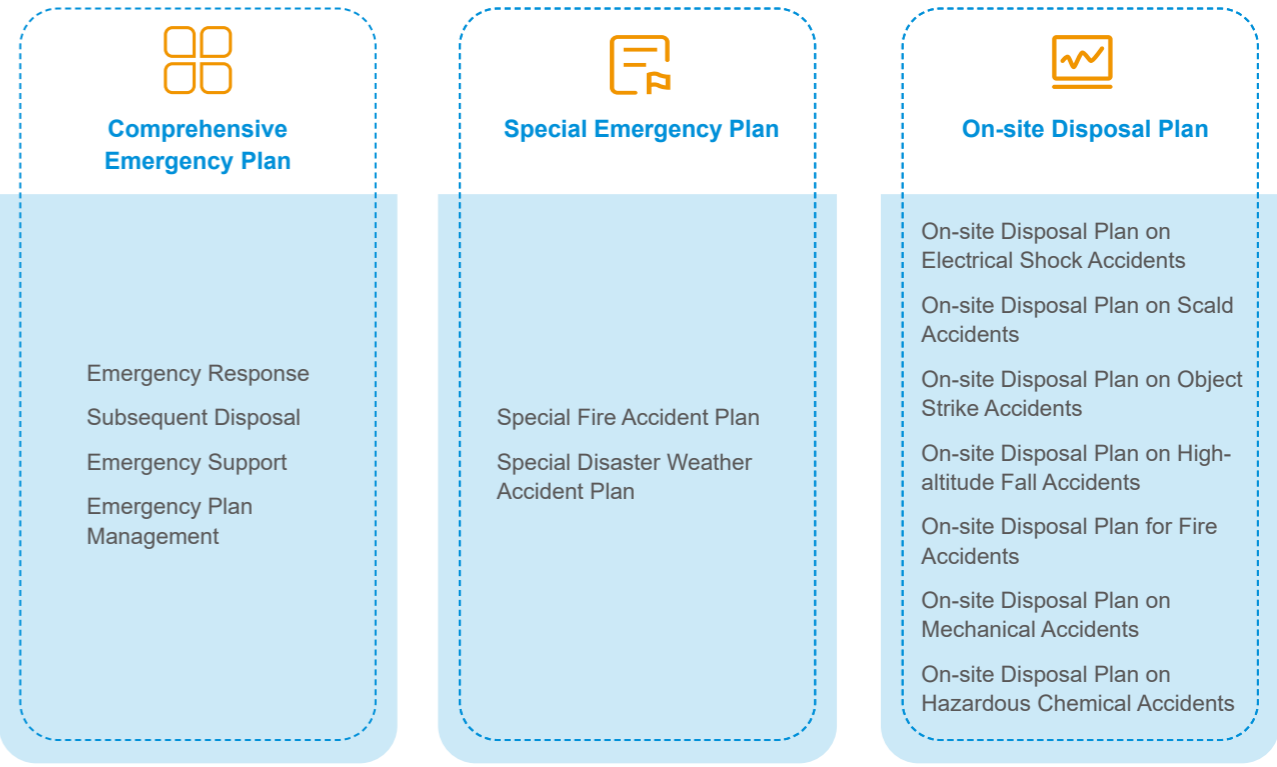 Comprehensive
Emergency Plan
Emergency Response
Subsequent Disposal
Emergency Support
Emergency Plan
Management
Special Emergency Plan
Special Fire Accident Plan
Special Disaster Weather
Accident Plan
On-site Disposal Plan
On-site Disposal Plan on
Electrical Shock Accidents
On-site Disposal Plan on Scald
Accidents
On-site Disposal Plan on Object
Strike Accidents
On-site Disposal Plan on High-
altitude Fall Accidents
On-site Disposal Plan for Fire
Accidents
On-site Disposal Plan on
Mechanical Accidents
On-site Disposal Plan on
Hazardous Chemical Accidents